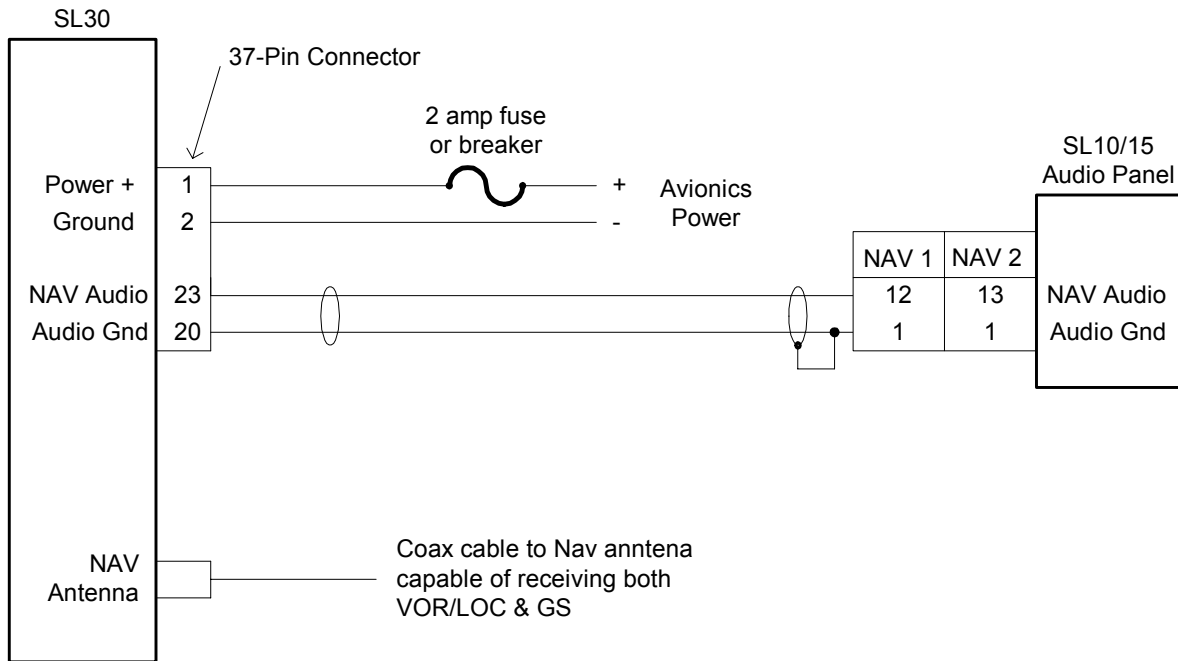 SL30
37-Pin Connector
2 amp fuse
or breaker
SL10/15
Audio Panel
Power +
1
+
Avionics
Power
Ground
2
-
NAV 1
NAV 2
NAV Audio
23
12
13
NAV Audio
Audio Gnd
20
1
1
Audio Gnd
NAV
Antenna
Coax cable to Nav anntena
capable of receiving both
VOR/LOC & GS